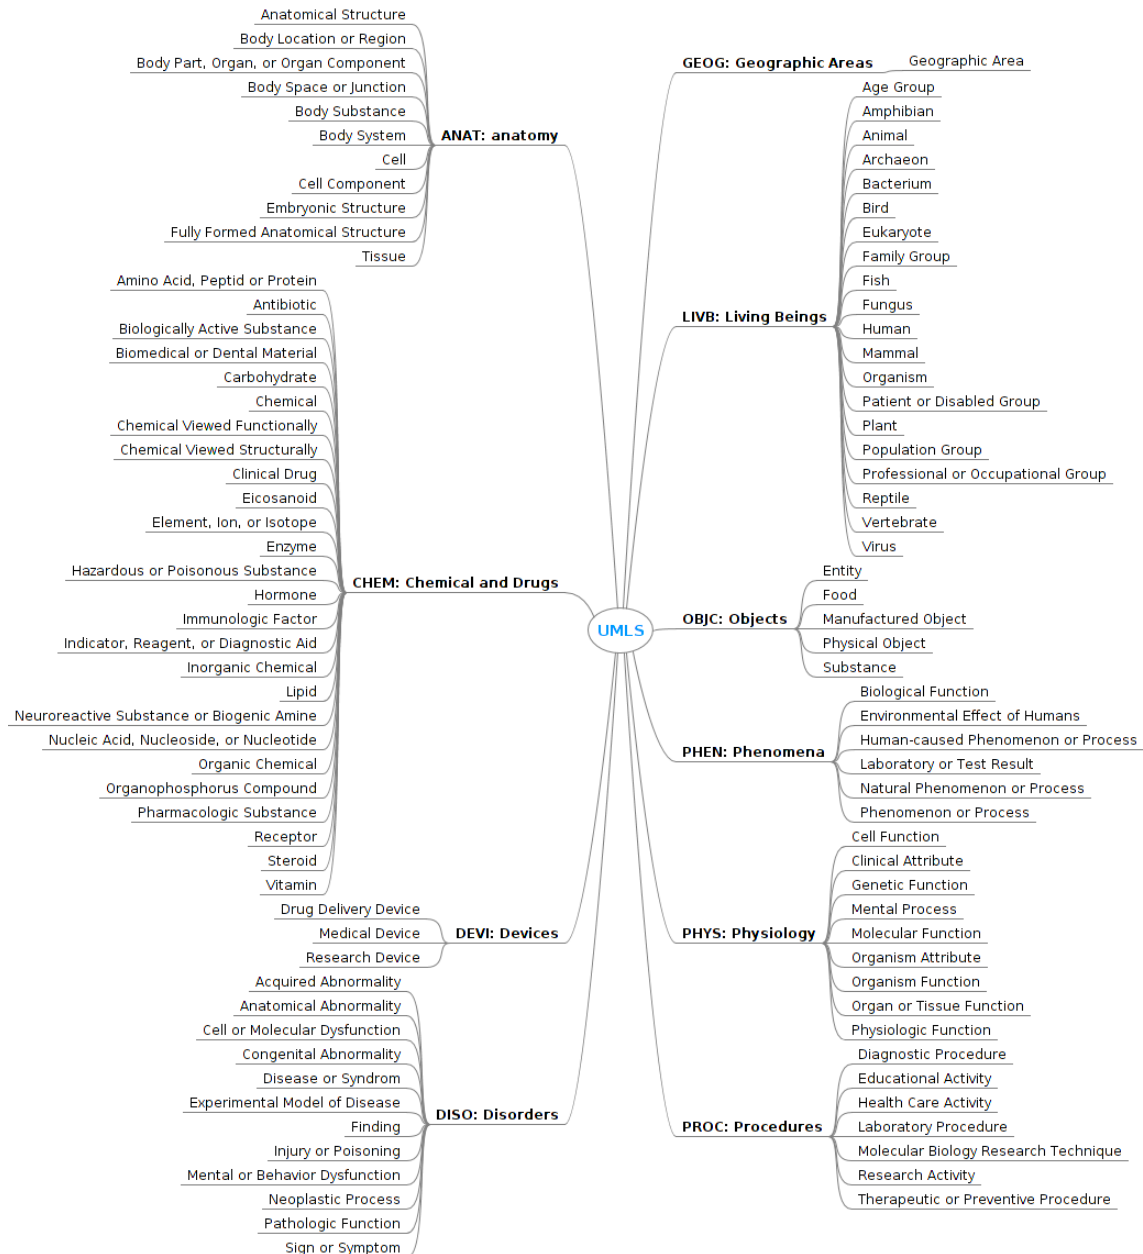 Anatomical Structure
Body Location or Region
Body Part, Organ, or Organ Component
Body Space or Junction
Body Substance
Body System
Cell
Cell Component
Embryonic Structure
Fully Formed Anatomical Structure
Tissue
ANAT: anatomy
Amino Acid, Peptid or Protein
Antibiotic
Biologically Active Substance
Biomedical or Dental Material
Carbohydrate
Chemical
Chemical Viewed Functionally
Chemical Viewed Structurally
Clinical Drug
Eicosanoid
Element, Ion, or Isotope
Enzyme
Hazardous or Poisonous Substance
Hormone
Immunologic Factor
Indicator, Reagent, or Diagnostic Aid
Inorganic Chemical
Lipid
Neuroreactive Substance or Biogenic Amine
Nucleic Acid, Nucleoside, or Nucleotide
Organic Chemical
Organophosphorus Compound
Pharmacologic Substance
Receptor
Steroid
Vitamin
CHEM: Chemical and Drugs
Drug Delivery Device
Medical Device
Research Device
DEVI: Devices
Acquired Abnormality
Anatomical Abnormality
Cell or Molecular Dysfunction
Congenital Abnormality
Disease or Syndrom
Experimental Model of Disease
Finding
Injury or Poisoning
Mental or Behavior Dysfunction
Neoplastic Process
Pathologic Function
Sign or Symptom
DISO: Disorders
UMLS
GEOG: Geographic Areas
Geographic Area
LIVB: Living Beings
Age Group
Amphibian
Animal
Archaeon
Bacterium
Bird
Eukaryote
Family Group
Fish
Fungus
Human
Mammal
Organism
Patient or Disabled Group
Plant
Population Group
Professional or Occupational Group
Reptile
Vertebrate
Virus
OBJC: Objects
Entity
Food
Manufactured Object
Physical Object
Substance
PHEN: Phenomena
Biological Function
Environmental Effect of Humans
Human-caused Phenomenon or Process
Laboratory or Test Result
Natural Phenomenon or Process
Phenomenon or Process
PHYS: Physiology
Cell Function
Clinical Attribute
Genetic Function
Mental Process
Molecular Function
Organism Attribute
Organism Function
Organ or Tissue Function
Physiologic Function
PROC: Procedures
Diagnostic Procedure
Educational Activity
Health Care Activity
Laboratory Procedure
Molecular Biology Research Technique
Research Activity
Therapeutic or Preventive Procedure